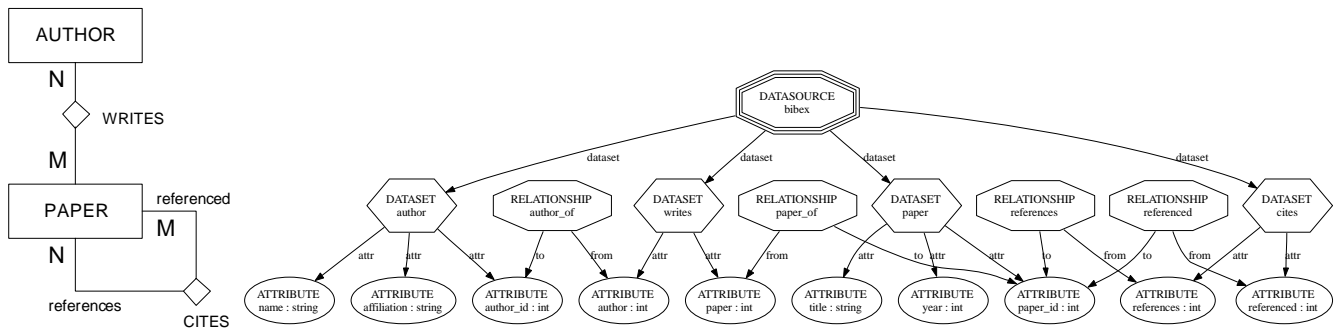 AUTHOR
N
WRITES
M
PAPER
referenced
M
N
references
CITES
DATASOURCE
bibex
dataset
dataset
dataset
dataset
DATASET
author
RELATIONSHIP
author_of
DATASET
writes
RELATIONSHIP
paper_of
DATASET
paper
RELATIONSHIP
references
RELATIONSHIP
referenced
DATASET
cites
attr
attr
attr
to
from
attr
attr
from
attr
attr
to
attr
to
from
to
from
attr
attr
ATTRIBUTE
name : string
ATTRIBUTE
affiliation : string
ATTRIBUTE
author_id : int
ATTRIBUTE
author : int
ATTRIBUTE
paper : int
ATTRIBUTE
title : string
ATTRIBUTE
year : int
ATTRIBUTE
paper_id : int
ATTRIBUTE
references : int
ATTRIBUTE
referenced : int